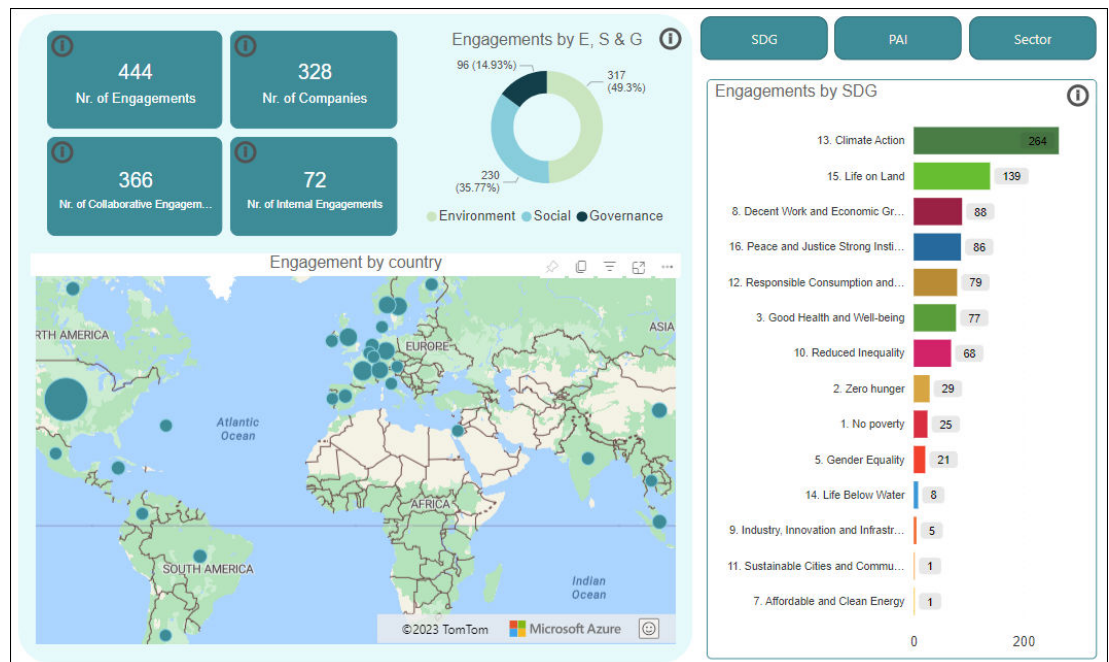 444
Nr. of Engagements
328
Nr. of Companies
366
Nr. of Collaborative Engagem...
72
Nr. of Internal Engagements
Engagements by E, S & G
96 (14.93%)
317
(49.3%)
230
(35.77%)
Environment Social Governance
SDG
PAI
Sector
Engagement by country
RTH AMERICA
EUROPE
ASIA
Atlantic
Ocean
AFRICA
SOUTH AMERICA
Indian
Ocean
©2023 TomTom
Microsoft Azure
Engagements by SDG
13. Climate Action 264
15. Life on Land 139
8. Decent Work and Economic Gr... 88
16. Peace and Justice Strong Insti... 86
12. Responsible Consumption and... 79
3. Good Health and Well-being 77
10. Reduced Inequality 68
2. Zero hunger 29
1. No poverty 25
5. Gender Equality 21
14. Life Below Water 8
9. Industry, Innovation and Infrastr... 5
11. Sustainable Cities and Commu... 1
7. Affordable and Clean Energy 1
0 200